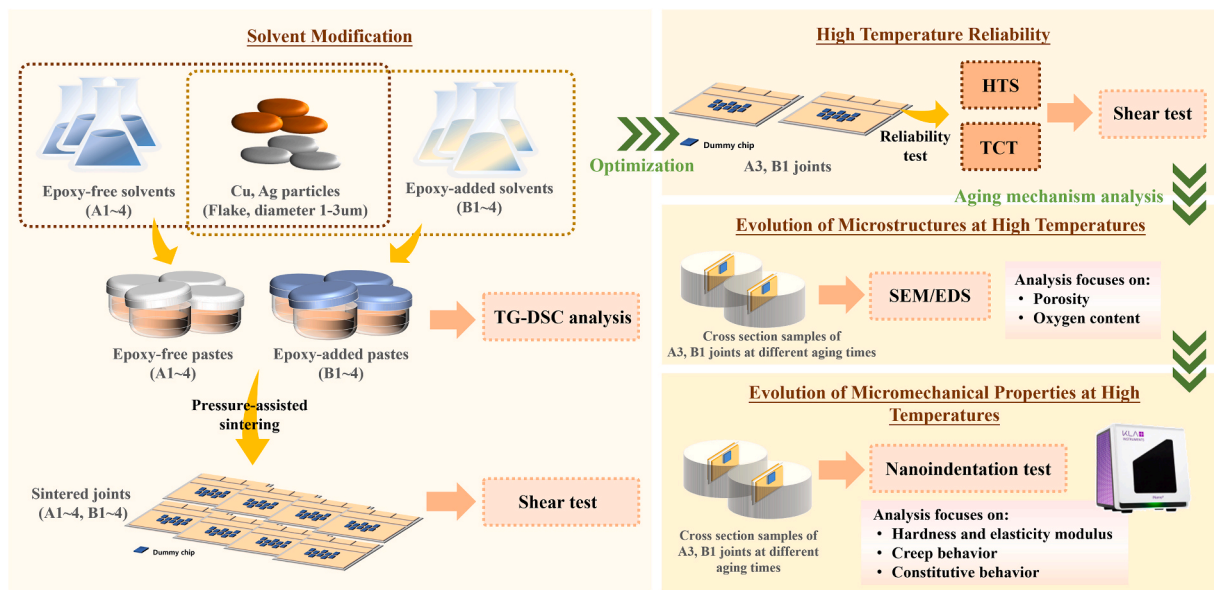 Solvent Modification
Epoxy-free solvents
(A1~4)
Cu, Ag particles
(Flake, diameter 1-3um)
Epoxy-added solvents
(B1~4)
Epoxy-free pastes
(A1~4)
Epoxy-added pastes
(B1~4)
TG-DSC analysis
Pressure-assisted
sintering
Sintered joints
(A1~4, B1~4)
Dummy chip
Shear test
Optimization
High Temperature Reliability
Dummy chip
A3, B1 joints
Reliability
test
HTS
TCT
Shear test
Aging mechanism analysis
Evolution of Microstructures at High Temperatures
Cross section samples of
A3, B1 joints at different aging times
SEM/EDS
Analysis focuses on:
• Porosity
• Oxygen content
Evolution of Micromechanical Properties at High
Temperatures
Cross section samples of
A3, B1 joints at different
aging times
Nanoindentation test
KLA
Analysis focuses on:
• Hardness and elasticity modulus
• Creep behavior
• Constitutive behavior